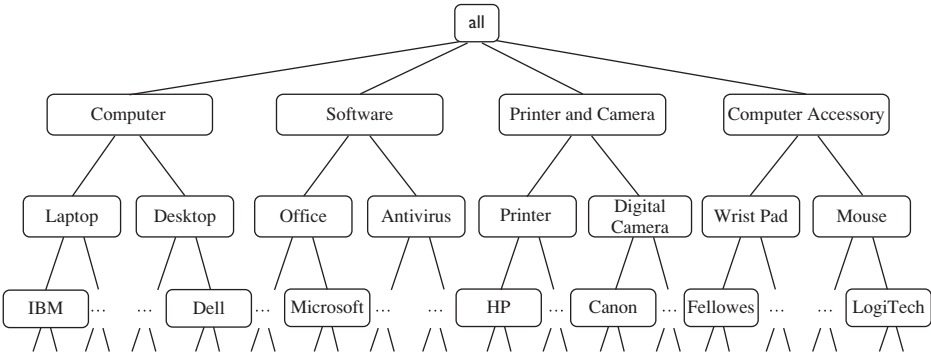 all
Computer
Software
Printer and Camera
Computer Accessory
Laptop
Desktop
Office
Antivirus
Printer
Digital
Camera
Wrist Pad
Mouse
IBM
...
...
Dell
...
Microsoft
...
...
HP
...
Canon
...
Fellowes
...
...
LogiTech